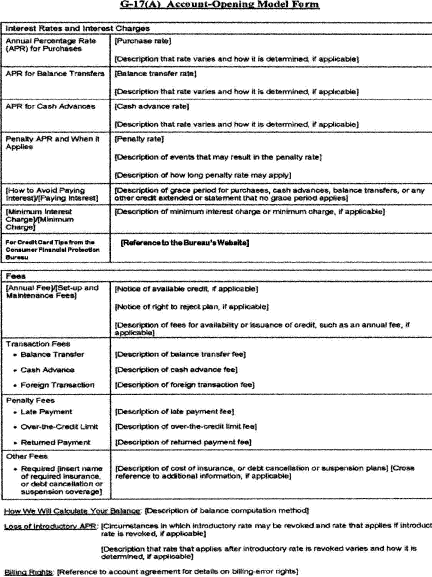 G-17(A) Account-Opening Model Form
Interest Rates and Interest Charges
Annual Percentage Rate
(APR) for Purchases
[Purchase rate]
[Description that rate varies and how it is determined, if applicable]
APR for Balance Transfers
[Balance transfer rate]
[Description that rate varies and how it is determined, if applicable]
APR for Cash Advances
[Cash advance rate]
[Description that rate varies and how it is determined, if applicable]
Penalty APR and When it
Applies
[Penalty rate]
[Description of events that may result in the penalty rate]
[Description of how long penalty rate may apply]
[How to Avoid Paying
Interest]/[Paying Interest]
[Description of grace period for purchases, cash advances, balance transfers, or any
other credit extended or statement that no grace period applies]
[Minimum Interest
Charge]/[Minimum
Charge]
[Description of minimum interest charge or minimum charge, if applicable]
For Credit Card Tips from the
Consumer Financial Protection
Bureau
[Reference to the Bureau's Website]
Fees
[Annual Fee]/[Set-up and
Maintenance Fees]
[Notice of available credit, if applicable]
[Notice of right to reject plan, if applicable]
[Description of fees for availability or issuance of credit, such as an annual fee, if
applicable]
Transaction Fees
• Balance Transfer
[Description of balance transfer fee]
• Cash Advance
[Description of cash advance fee]
• Foreign Transaction
[Description of foreign transaction fee]
Penalty Fees
• Late Payment
[Description of late payment fee]
• Over-the-Credit Limit
[Description of over-the-credit limit fee]
• Returned Payment
[Description of returned payment fee]
Other Fees
• Required [insert name
of required insurance,
or debt cancellation or
suspension coverage]
[Description of cost of insurance, or debt cancellation or suspension plans] [Cross
reference to additional information, if applicable]
How We Will Calculate Your Balance: [Description of balance computation method]
Loss of Introductory APR: [Circumstances in which introductory rate may be revoked and rate that applies if introduct
rate is revoked, if applicable]
[Description that rate that applies after introductory rate is revoked varies and how it is
determined, if applicable]
Billing Rights: [Reference to account agreement for details on billing-error rights]